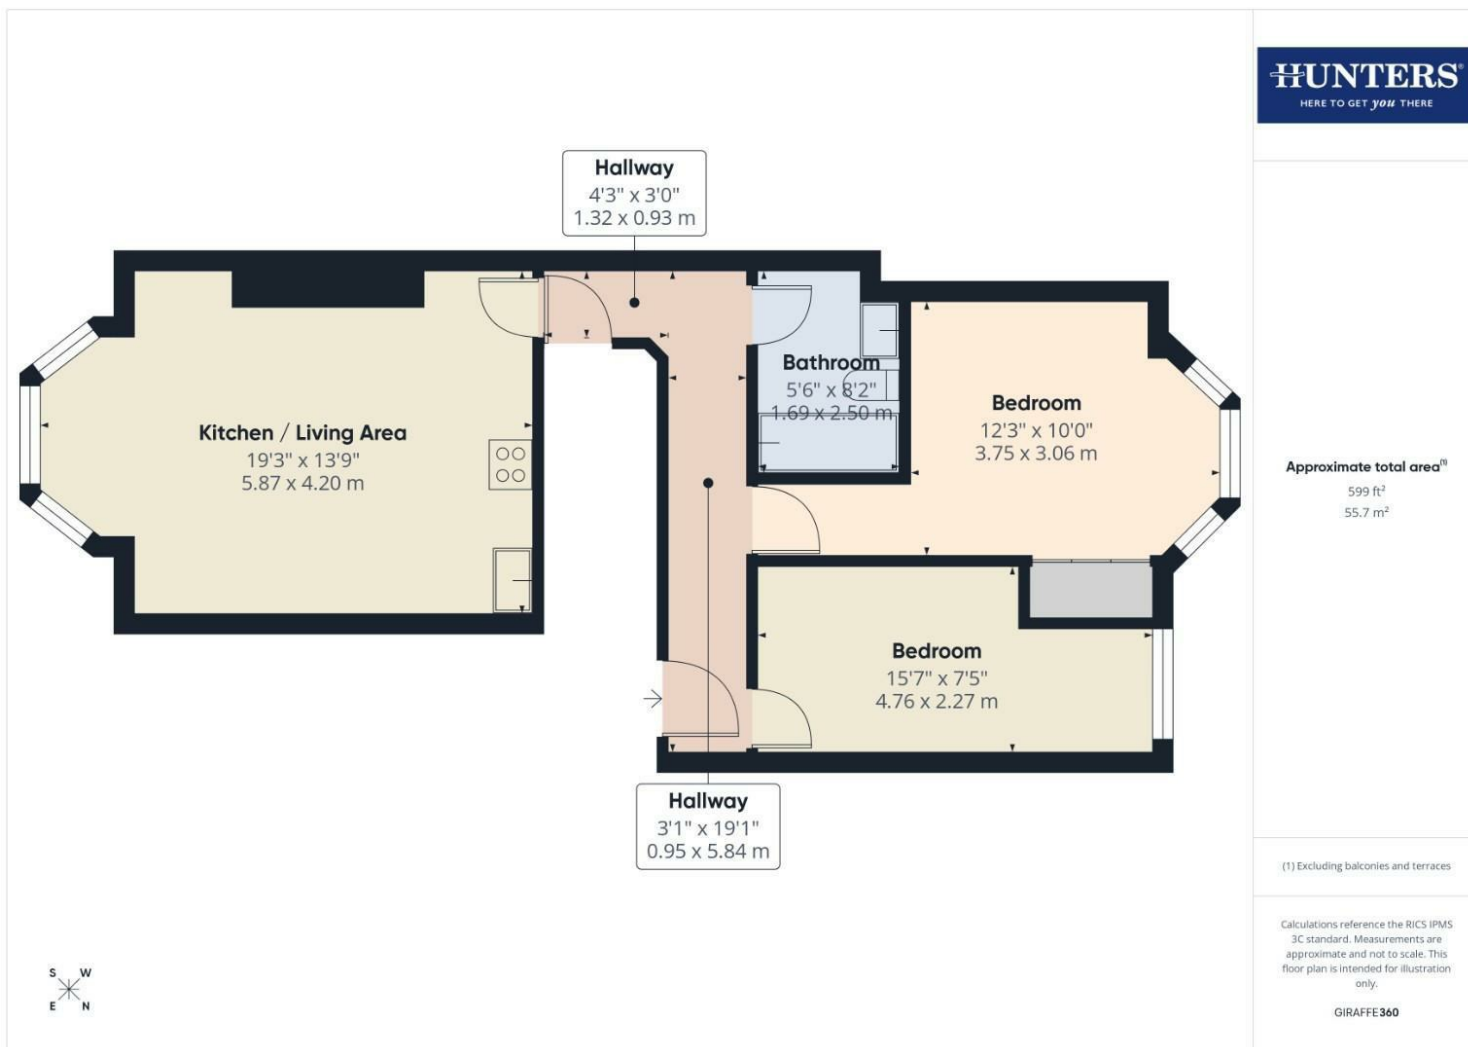 HUNTERS®
HERE TO GET you THERE
Hallway
4'3" x 3'0"
1.32 x 0.93 m
Bathroom
5'6" x 8'2"
1.69 x 2.50 m
Kitchen / Living Area
19'3" x 13'9"
5.87 x 4.20 m
Bedroom
12'3" x 10'0"
3.75 x 3.06 m
Bedroom
15'7" x 7'5"
4.76 x 2.27 m
Hallway
3'1" x 19'1"
0.95 x 5.84 m
S W
E N
Approximate total area(1)
599 ft²
55.7 m²
(1) Excluding balconies and terraces
Calculations reference the RICS IPMS
3C standard. Measurements are
approximate and not to scale. This
floor plan is intended for illustration
only.
GIRAFFE360